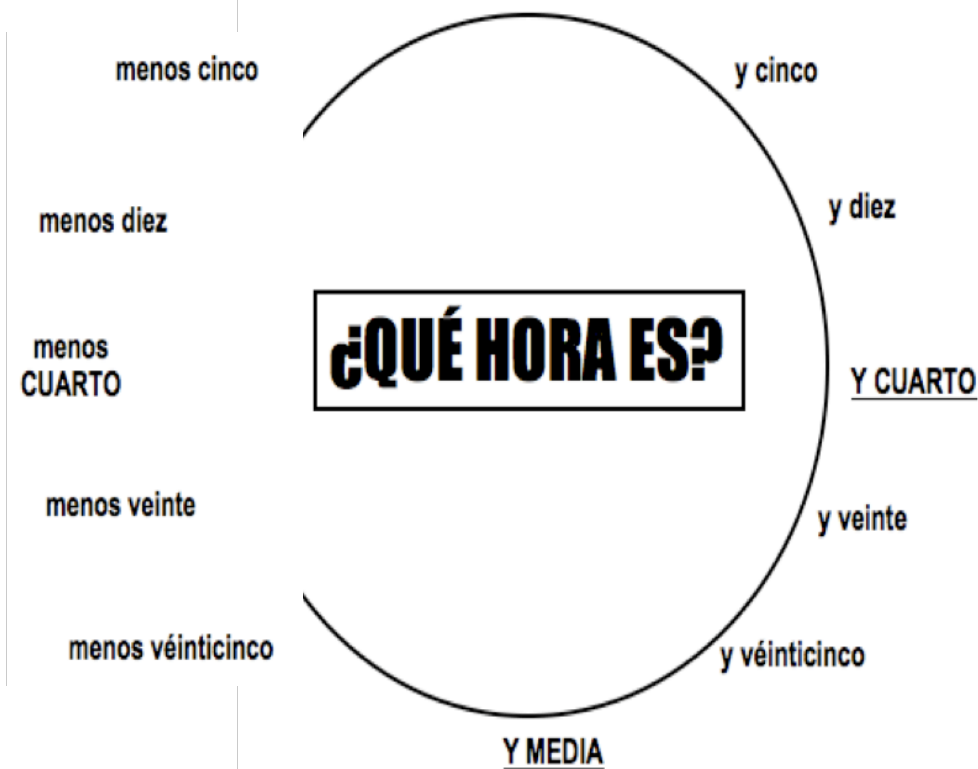 menos cinco
y cinco
menos diez
y diez
¿QUÉ HORA ES?
menos
CUARTO
Y CUARTO
menos veinte
y veinte
menos véinticinco
y véinticinco
Y MEDIA